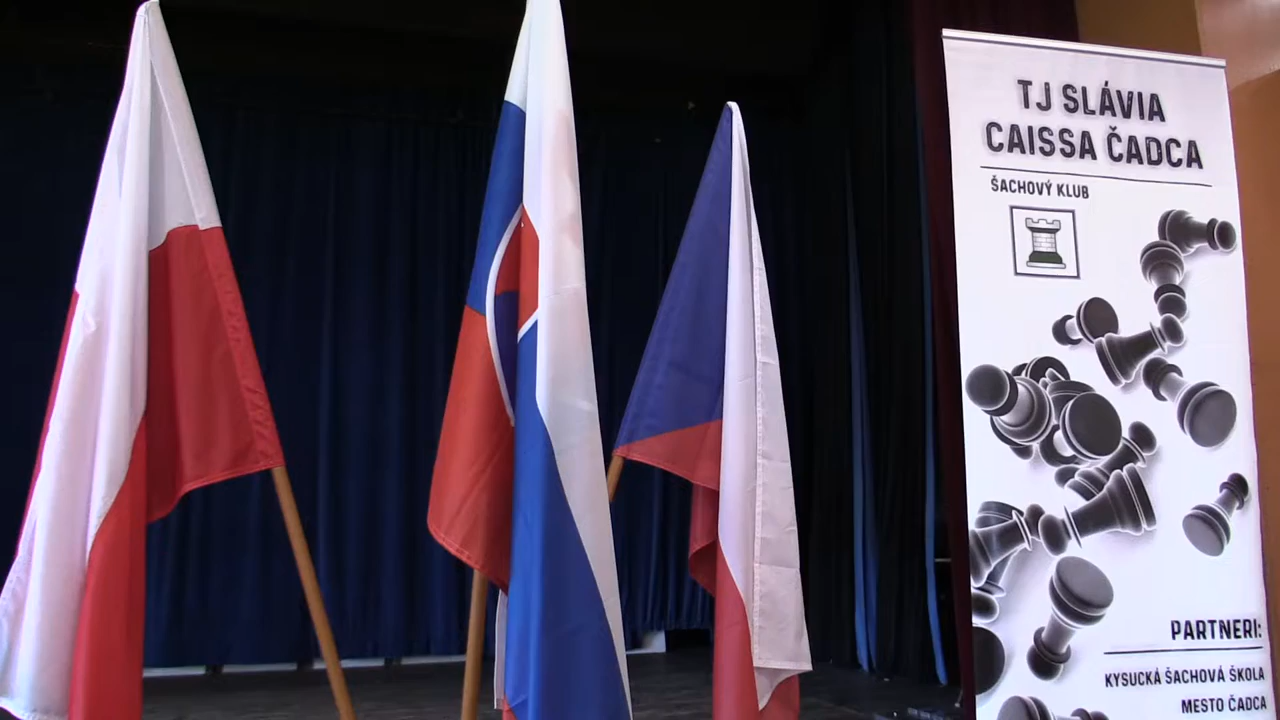 TJ SLÁVIA
CAISSA ČADCA
ŠACHOVÝ KLUB
PARTNERI:
KYSUCKÁ ŠACHOVÁ ŠKOLA
MESTO ČADCA